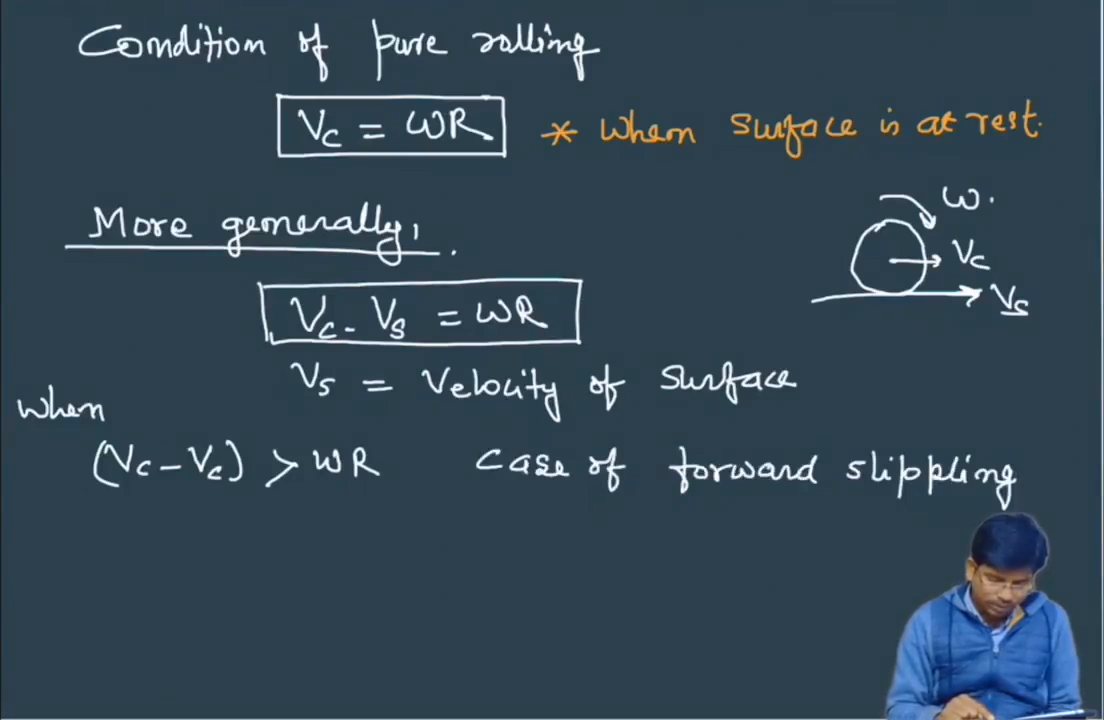 Condition of pure rolling
Vc = ωR * When surface is at rest.
ω.
More generally,
Vc
Vc - Vs = ωR
Vs
Vs = Velocity of surface
when
(Vc - Vc) > ωR case of forward slippling